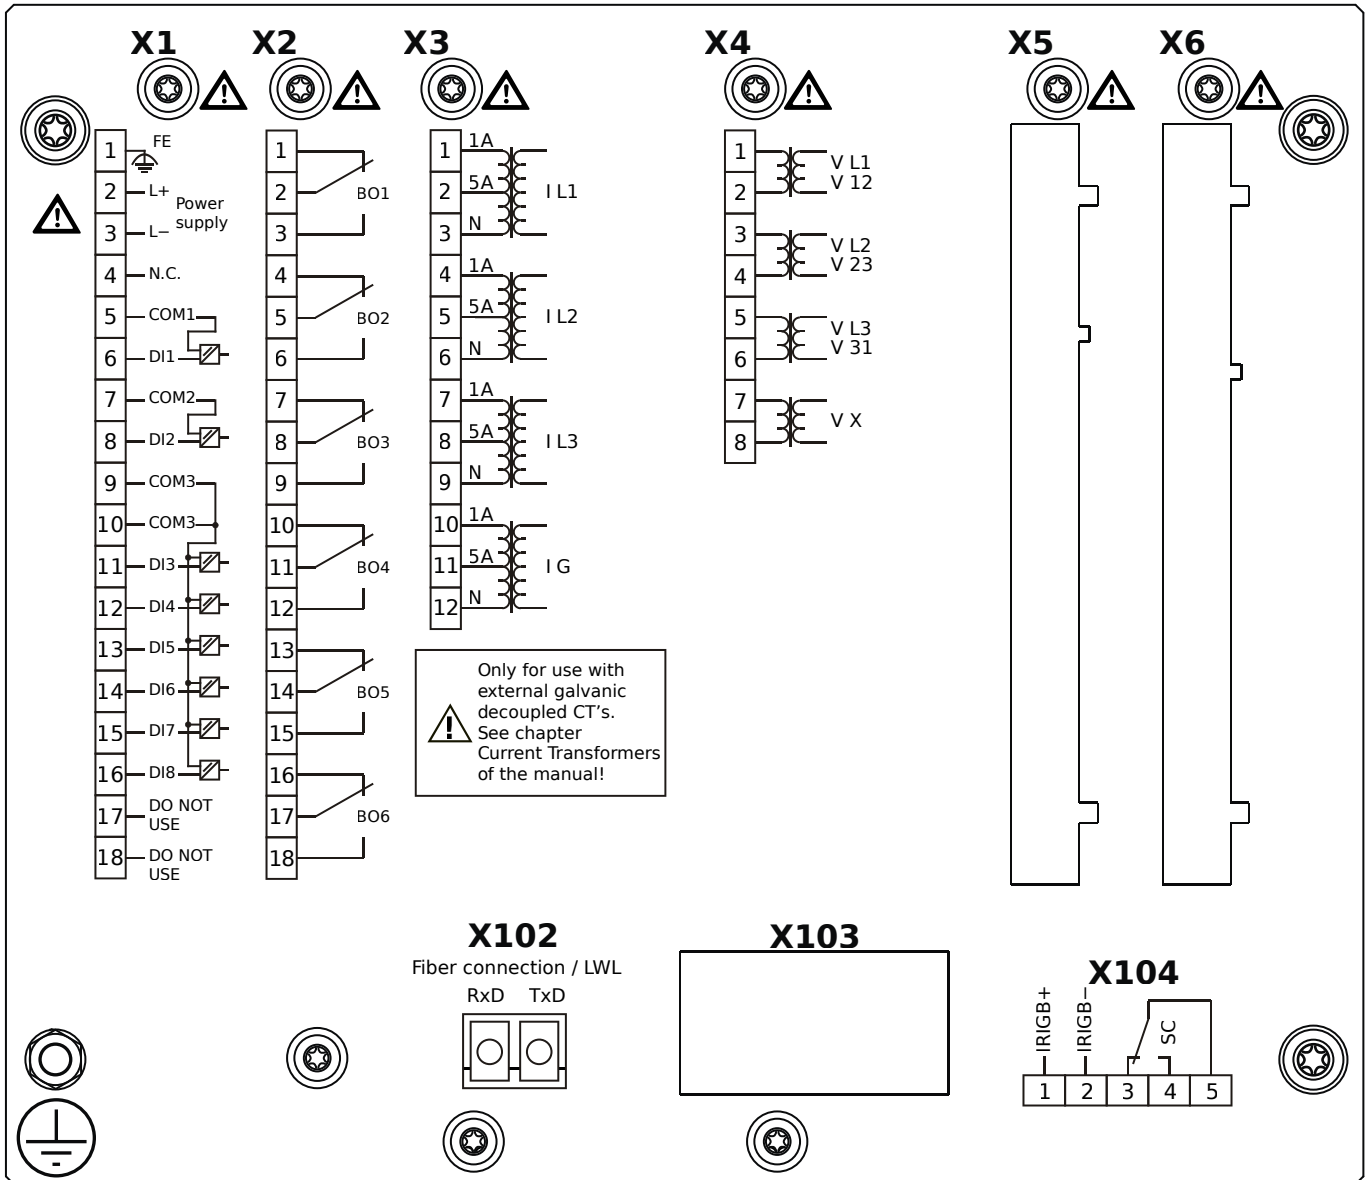 X1 X2 X3 X4 X5 X6
1 FE
2 L+
Power
supply
3 L−
4 N.C.
5 COM1
6 DI1
7 COM2
8 DI2
9 COM3
10 COM3
11 DI3
12 DI4
13 DI5
14 DI6
15 DI7
16 DI8
17 DO NOT
USE
18 DO NOT
USE
1
2 BO1
3
4
5 BO2
6
7
8 BO3
9
10
11 BO4
12
13
14 BO5
15
16
17 BO6
18
1 1A
2 5A I L1
3 N
4 1A
5 5A I L2
6 N
7 1A
8 5A I L3
9 N
10 1A
11 5A I G
12 N
Only for use with
external galvanic
decoupled CT's.
See chapter
Current Transformers
of the manual!
1 V L1
2 V 12
3 V L2
4 V 23
5 V L3
6 V 31
7
V X
8
X102
Fiber connection / LWL
RxD TxD
X103
X104
IRIGB+
IRIGB−
SC
1 2 3 4 5